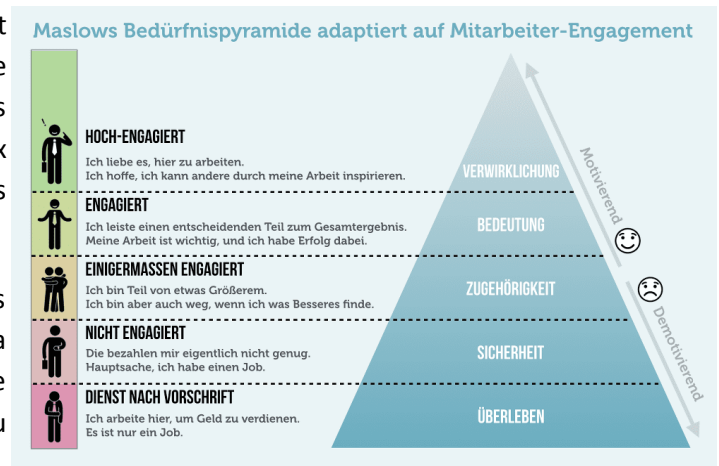 Maslows Bedürfnispyramide adaptiert auf Mitarbeiter-Engagement
HOCH-ENGAGIERT
Ich liebe es, hier zu arbeiten.
Ich hoffe, ich kann andere durch meine Arbeit inspirieren.
VERWIRKLICHUNG
ENGAGIERT
Ich leiste einen entscheidenden Teil zum Gesamtergebnis.
Meine Arbeit ist wichtig, und ich habe Erfolg dabei.
BEDEUTUNG
EINIGERMASSEN ENGAGIERT
Ich bin Teil von etwas Größerem.
Ich bin aber auch weg, wenn ich was Besseres finde.
ZUGEHÖRIGKEIT
NICHT ENGAGIERT
Die bezahlen mir eigentlich nicht genug.
Hauptsache, ich habe einen Job.
SICHERHEIT
DIENST NACH VORSCHRIFT
Ich arbeite hier, um Geld zu verdienen.
Es ist nur ein Job.
ÜBERLEBEN
Motivierend
Demotivierend